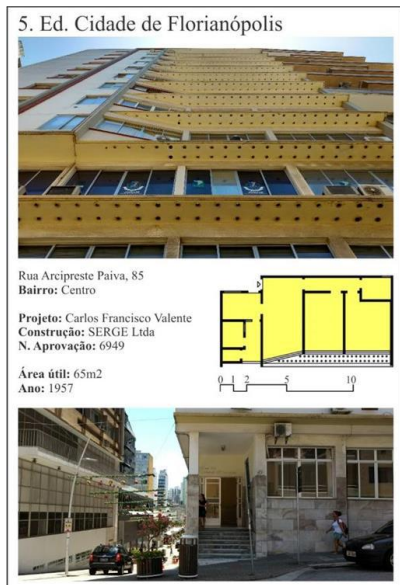 5. Ed. Cidade de Florianópolis
Rua Arcipreste Paiva, 85
Bairro: Centro
Projeto: Carlos Francisco Valente
Construção: SERGE Ltda
N. Aprovação: 6949
Área útil: 65m2
Ano: 1957
0 1 2 5 10